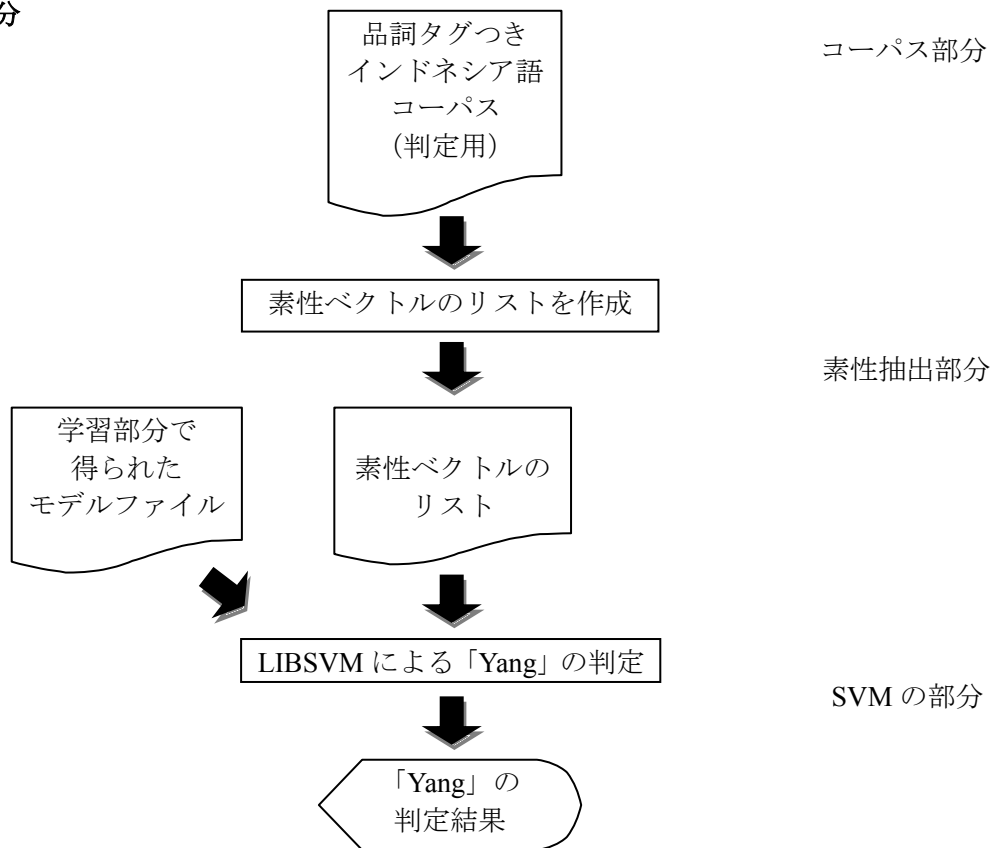 分
品詞タグつき
インドネシア語
コーパス
（判定用）
コーパス部分
素性ベクトルのリストを作成
素性抽出部分
学習部分で
得られた
モデルファイル
素性ベクトルの
リスト
LIBSVM による「Yang」の判定
SVM の部分
「Yang」の
判定結果